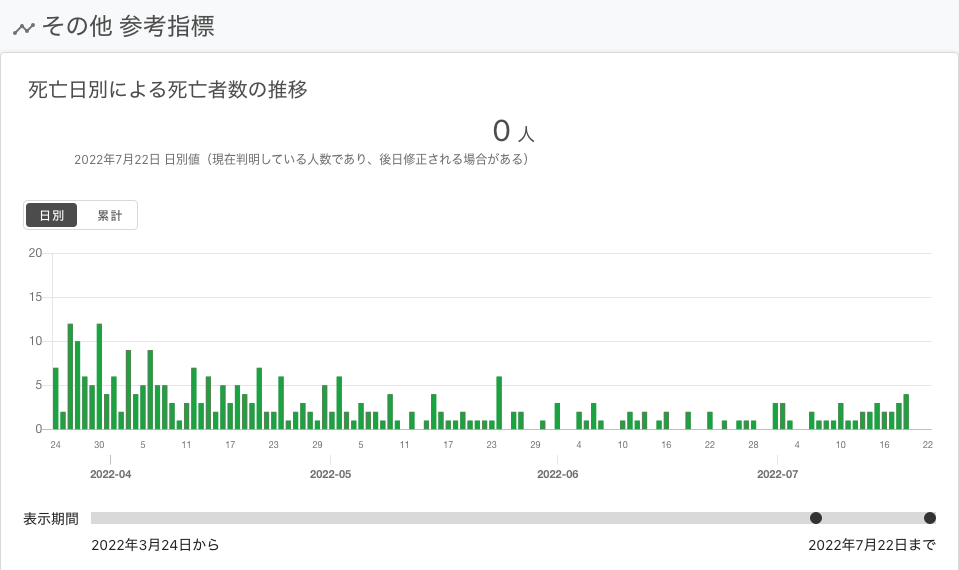 その他 参考指標
死亡日別による死亡者数の推移
0 人
2022年7月22日 日別値（現在判明している人数であり、後日修正される場合がある）
日別 累計
20
15
10
5
0
24 30 5 11 17 23 29 5 11 17 23 29 4 10 16 22 28 4 10 16 22
2022-04 2022-05 2022-06 2022-07
表示期間
2022年3月24日から 2022年7月22日まで